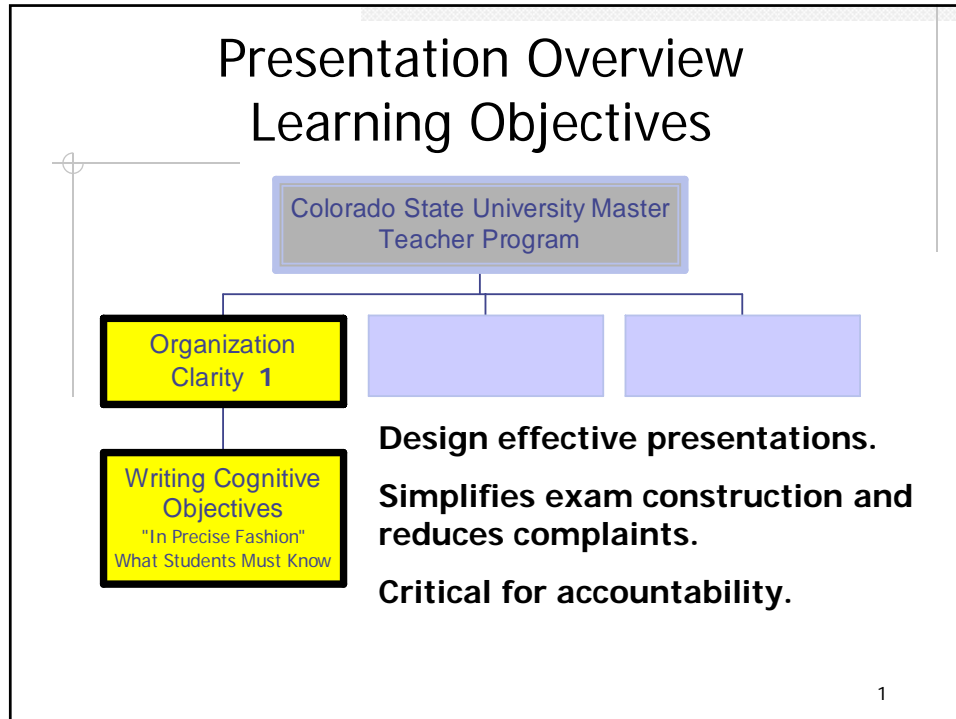 Presentation Overview
Learning Objectives
Colorado State University Master
Teacher Program
Organization
Clarity 1
Writing Cognitive
Objectives
"In Precise Fashion"
What Students Must Know
Design effective presentations.
Simplifies exam construction and
reduces complaints.
Critical for accountability.
1